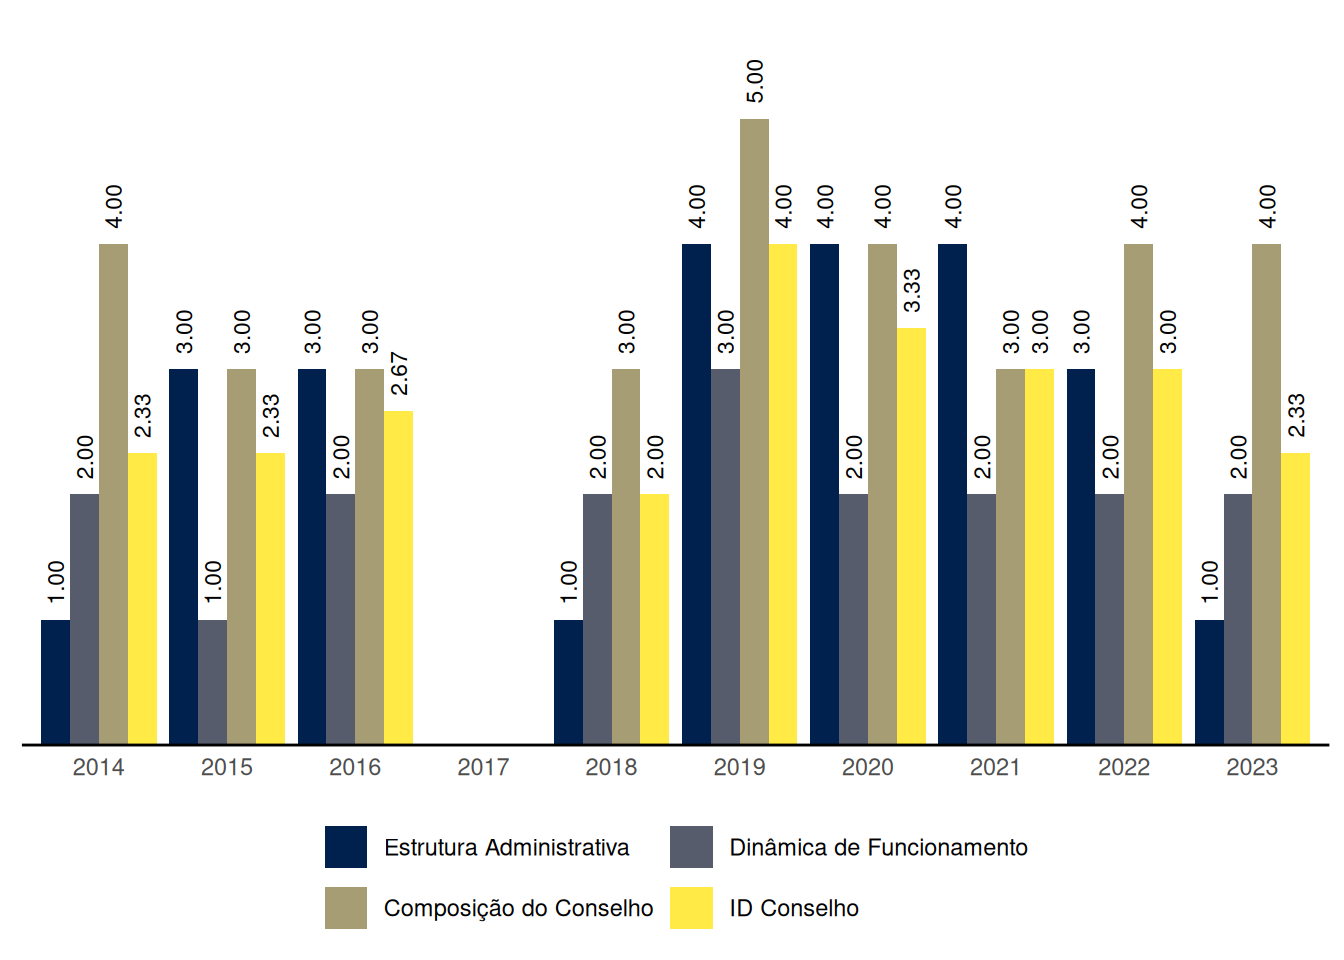 5.00
4.00 4.00 4.00 4.00 4.00 4.00 4.00 4.00
3.33
3.00 3.00 3.00 3.00 3.00 3.00 3.00 3.00 3.00 3.00
2.67
2.33 2.33 2.33
2.00 2.00 2.00 2.00 2.00 2.00 2.00 2.00
1.00 1.00 1.00 1.00
2014 2015 2016 2017 2018 2019 2020 2021 2022 2023
Estrutura Administrativa Dinâmica de Funcionamento
Composição do Conselho ID Conselho